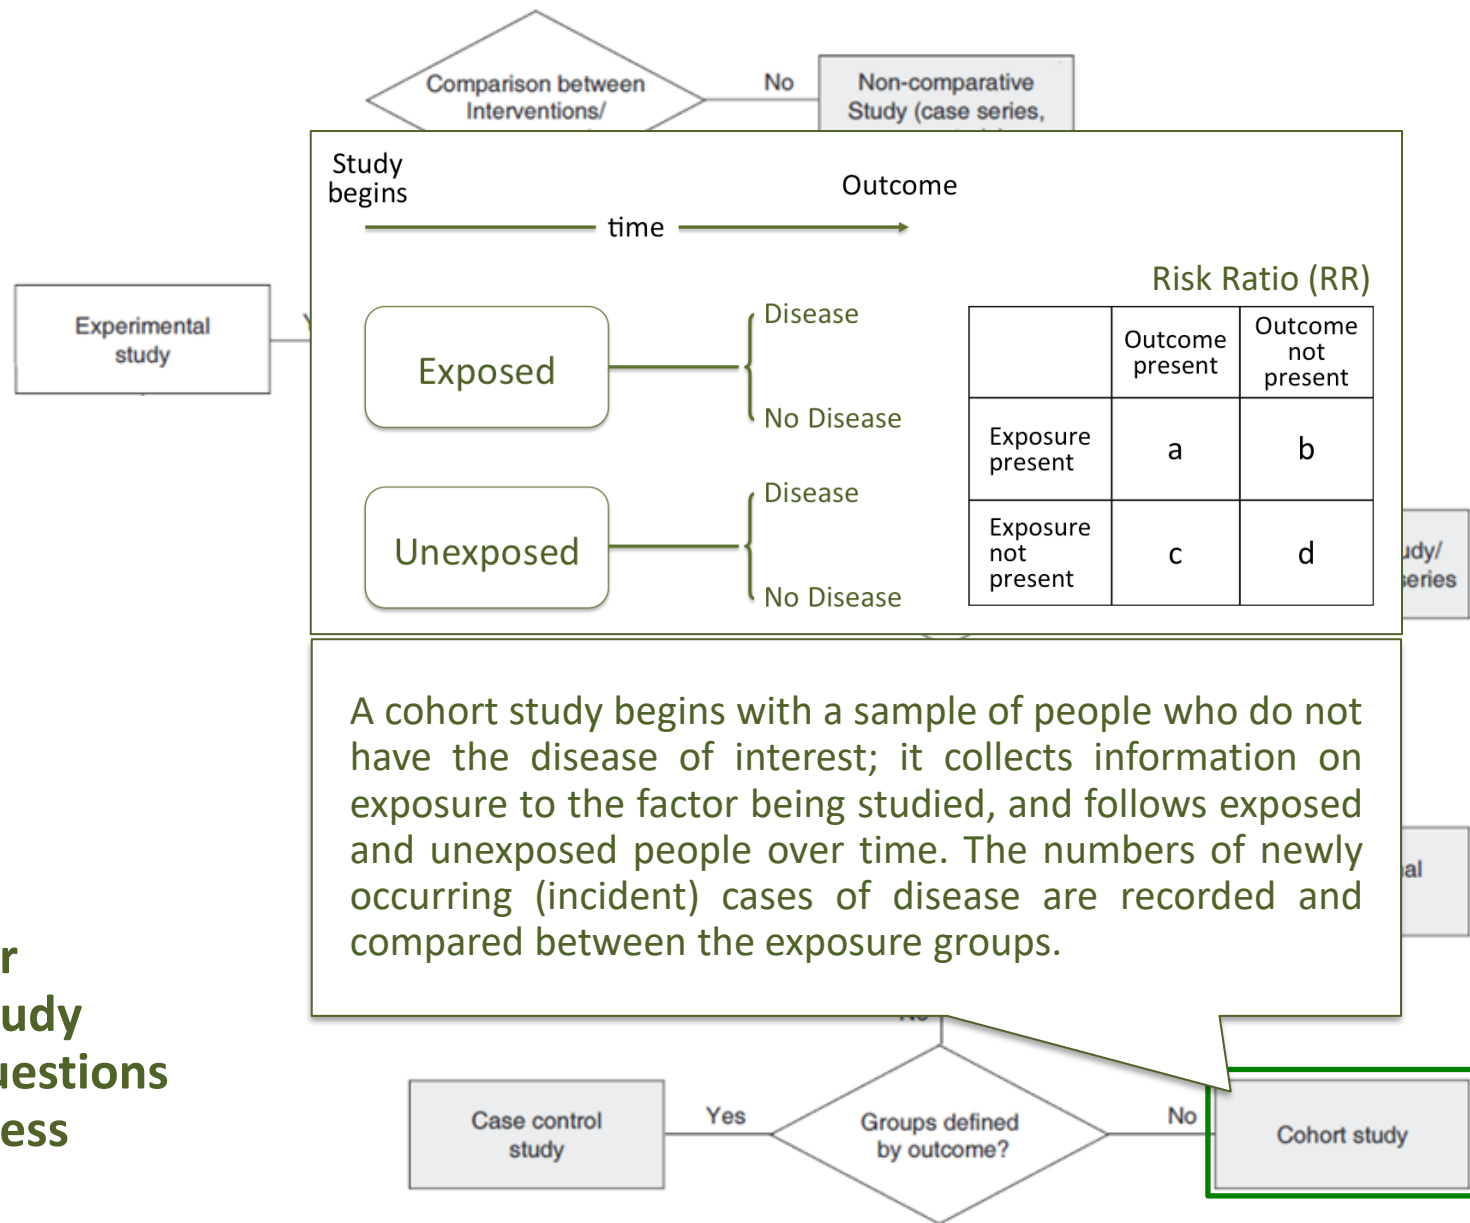 Comparison between
Interventions/
No
Non-comparative
Study (case series,
Study
begins
Outcome
time
Risk Ratio (RR)
Experimental
study
Exposed
Disease
No Disease
Unexposed
Disease
No Disease
Outcome
present
Outcome
not
present
Exposure
present
a
b
Exposure
not
present
c
d
A cohort study begins with a sample of people who do not
have the disease of interest; it collects information on
exposure to the factor being studied, and follows exposed
and unexposed people over time. The numbers of newly
occurring (incident) cases of disease are recorded and
compared between the exposure groups.
Case control
study
Yes
Groups defined
by outcome?
No
Cohort study